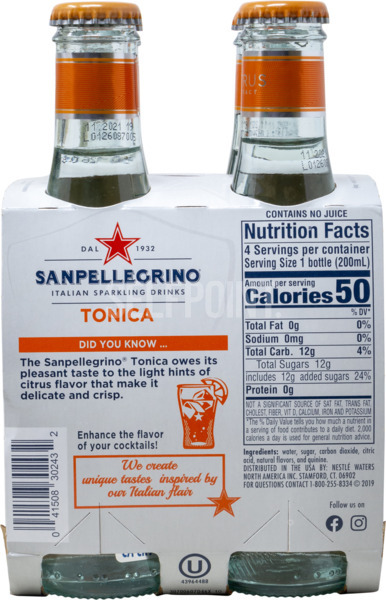 CITRUS
11 2021 19
0126087005
CONTAINS NO JUICE
Nutrition Facts
4 Servings per container
Serving Size 1 bottle (200mL)
Amount per serving
Calories 50
% DV*
Total Fat 0g 0%
Sodium 0mg 0%
Total Carb. 12g 4%
Total Sugars 12g
includes 12g added sugars 24%
Protein 0g
NOT A SIGNIFICANT SOURCE OF SAT FAT, TRANS FAT,
CHOLEST, FIBER, VIT D, CALCIUM, IRON AND POTASSIUM
*The % Daily Value tells you how much a nutrient in
a serving of food contributes to a daily diet. 2,000
calories a day is used for general nutrition advice.
Ingredients: water, sugar, carbon dioxide, citric
acid, natural flavors, and quinine.
DISTRIBUTED IN THE USA BY: NESTLE WATERS
NORTH AMERICA INC. STAMFORD, CT. 06902
FOR QUESTIONS CONTACT 1-800-255-8334 © 2019
Follow us on
DAL 1932
SANPELLEGRINO®
ITALIAN SPARKLING DRINKS
TONICA
DID YOU KNOW ...
The Sanpellegrino® Tonica owes its
pleasant taste to the light hints of
citrus flavor that make it
delicate and crisp.
Enhance the flavor
of your cocktails!
We create
unique tastes inspired by
our Italian flair
0 41508 30243 2
U
43964488